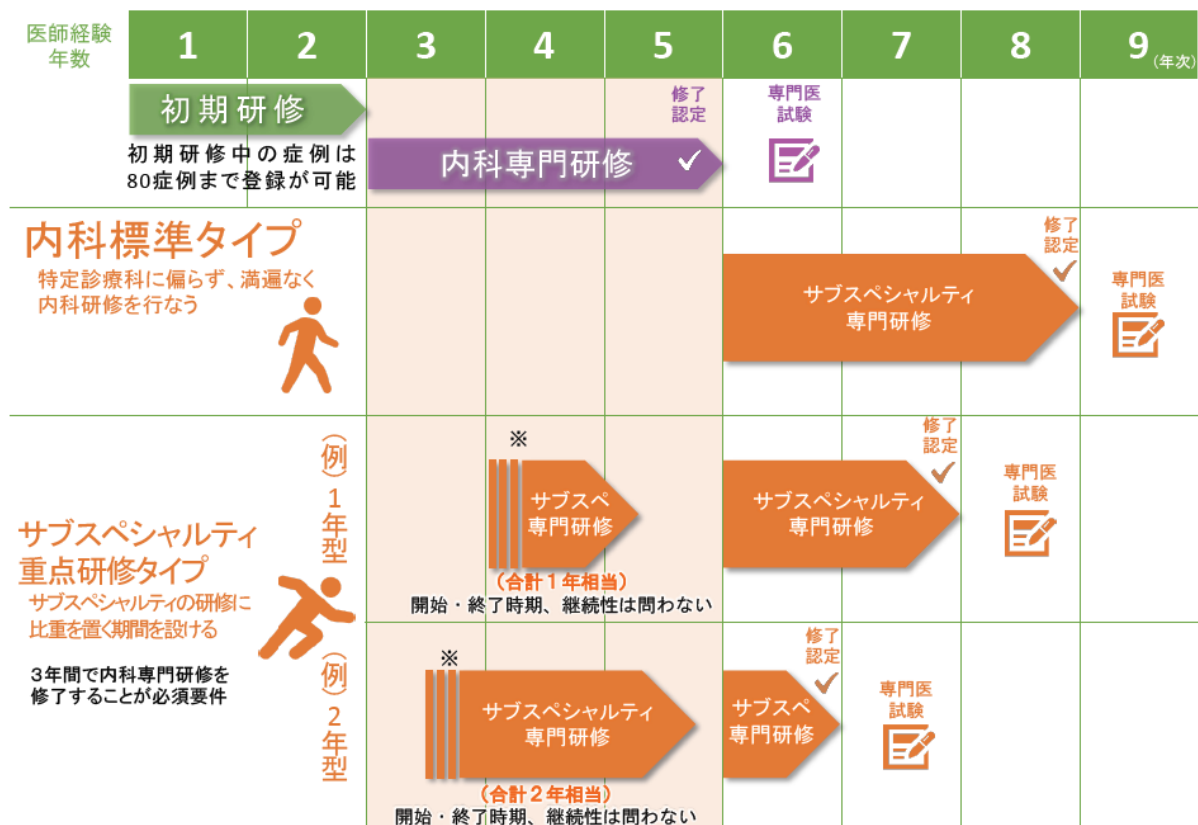 医師経験
年数
1
2
3
4
5
6
7
8
9(年次)
初期研修
修了
認定
専門医
試験
内科専門研修
初期研修中の症例は
80症例まで登録が可能
内科標準タイプ
特定診療科に偏らず、満遍なく
内科研修を行なう
サブスペシャルティ
専門研修
修了
認定
専門医
試験
サブスペシャルティ
重点研修タイプ
サブスペシャルティの研修に
比重を置く期間を設ける
3年間で内科専門研修を
修了することが必須要件
(例)1年型
※
サブスペ
専門研修
(合計1年相当)
開始・終了時期、継続性は問わない
サブスペシャルティ
専門研修
修了
認定
専門医
試験
(例)2年型
※
サブスペシャルティ
専門研修
(合計2年相当)
開始・終了時期、継続性は問わない
サブスペ
専門研修
修了
認定
専門医
試験